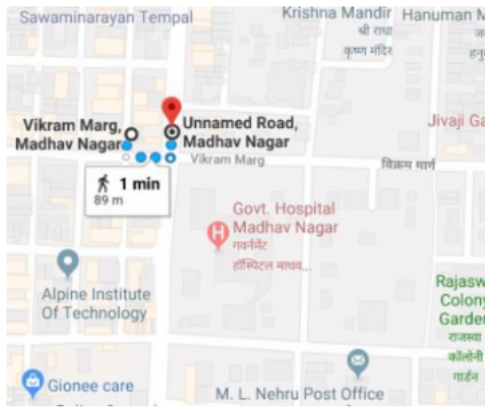 Sawaminarayan Tempal
Krishna Mandir
श्री राधा
कृष्ण मंदिर
Hanuman M
Jivaji Ga
Vikram Marg,
Madhav Nagar
Unnamed Road,
Madhav Nagar
Vikram Marg
विक्रम मार्ग
1 min
89 m
Govt. Hospital
Madhav Nagar
गवर्नमेंट
हॉस्पिटल माधव...
Alpine Institute
Of Technology
Rajasw
Colony
Garde
राजस्वा
कॉलोनी
गार्डन
Gionee care
M. L. Nehru Post Office